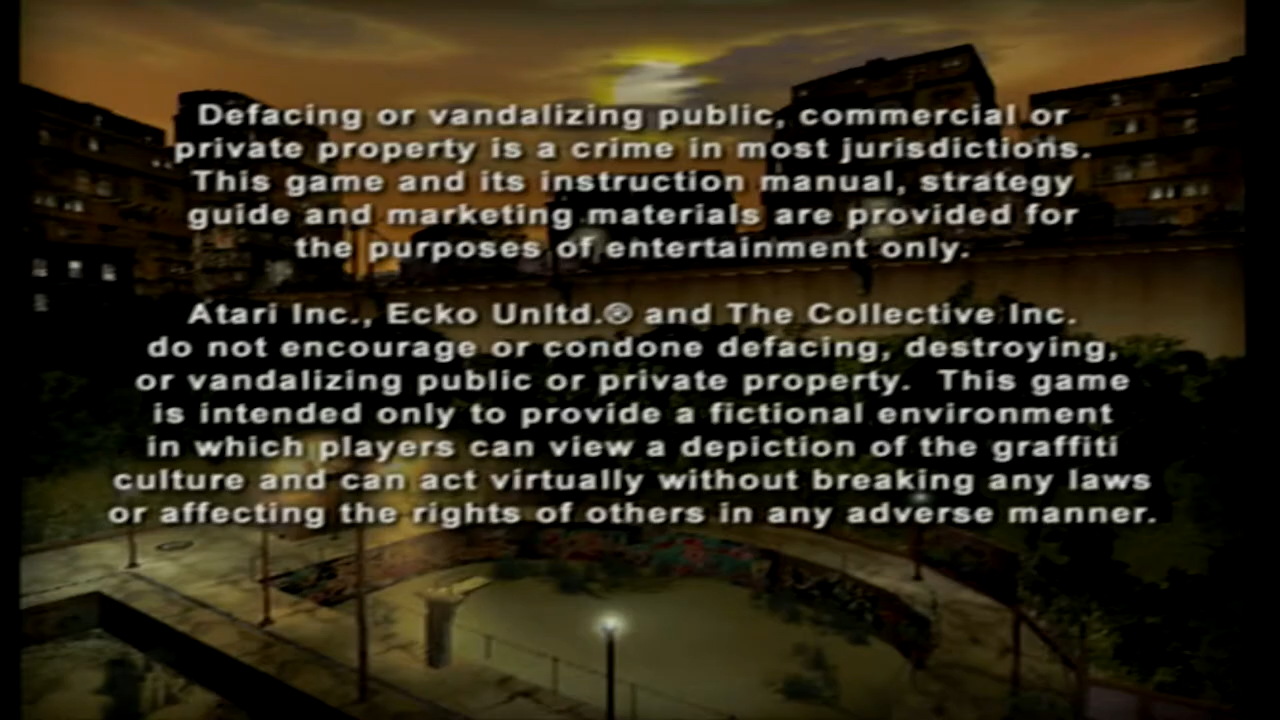 Defacing or vandalizing public, commercial or
private property is a crime in most jurisdictions.
This game and its instruction manual, strategy
guide and marketing materials are provided for
the purposes of entertainment only.
Atari Inc., Ecko Unltd.® and The Collective Inc.
do not encourage or condone defacing, destroying,
or vandalizing public or private property.  This game
is intended only to provide a fictional environment
in which players can view a depiction of the graffiti
culture and can act virtually without breaking any laws
or affecting the rights of others in any adverse manner.